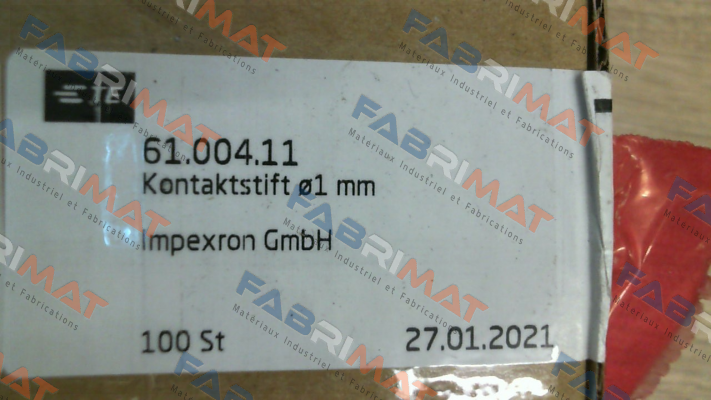 TE
61.004.11
Kontaktstift ø1 mm
Impexron GmbH
100 St
27.01.2021
FABRIMAT
Matériaux Industriel et Fabrications